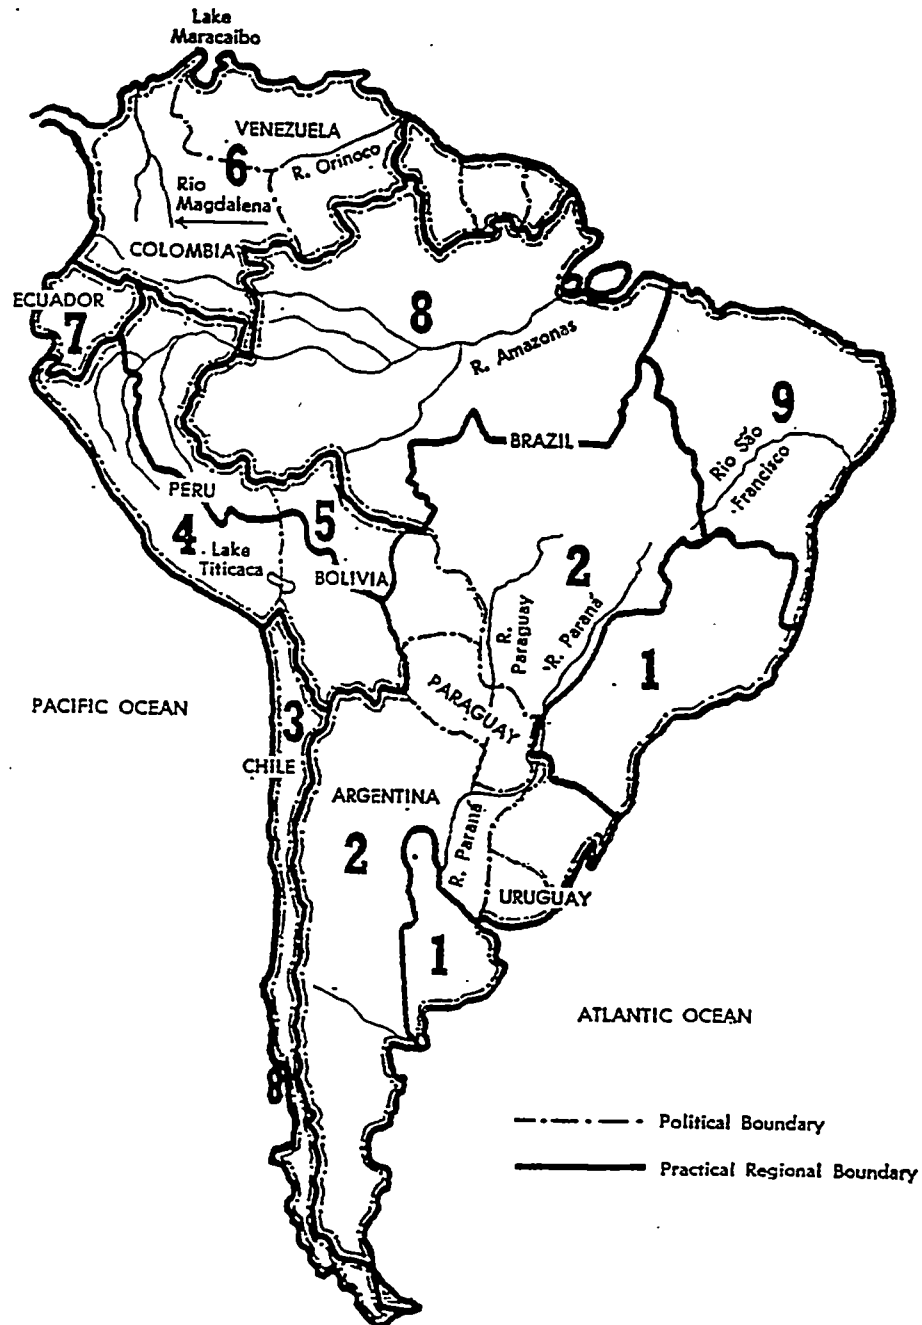 Lake
Maracaibo
VENEZUELA
6
R. Orinoco
Rio
Magdalena
COLOMBIA
ECUADOR
7
8
R. Amazonas
9
BRAZIL
Rio São
Francisco
PERU
4
5
Lake
Titicaca
BOLIVIA
2
R.
Paraguay
R. Paraná
1
PARAGUAY
PACIFIC OCEAN
3
CHILE
ARGENTINA
2
R. Paraná
URUGUAY
1
ATLANTIC OCEAN
Political Boundary
Practical Regional Boundary